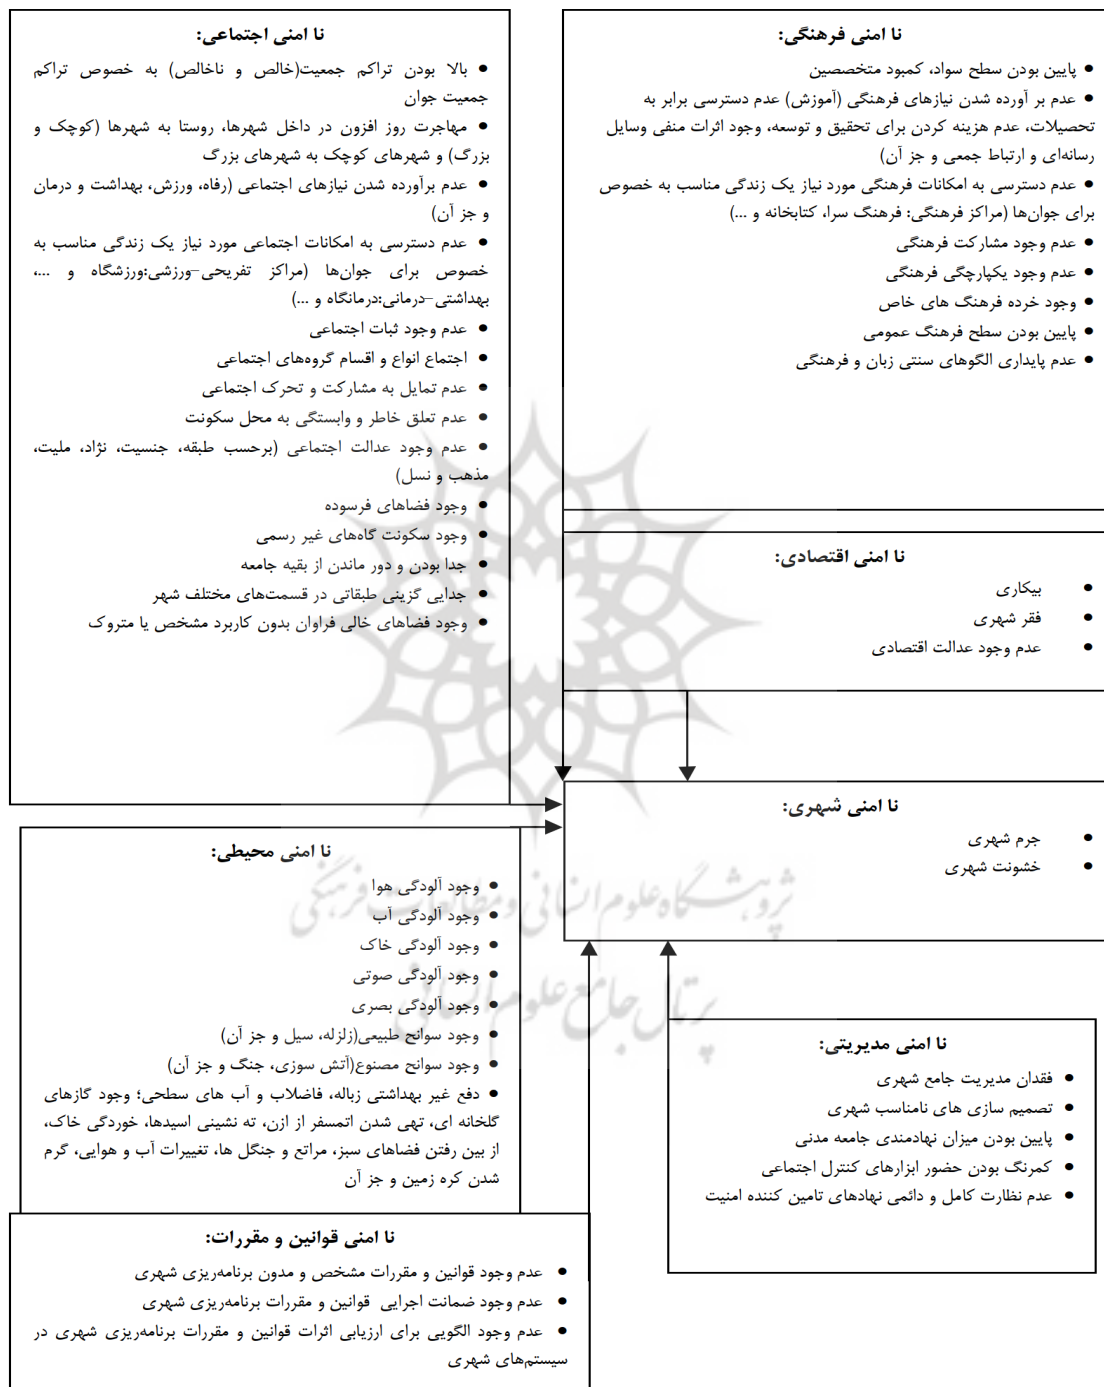 نا امنی فرهنگی:
● پایین بودن سطح سواد، کمبود متخصصین
● عدم بر آورده شدن نیازهای فرهنگی (آموزش) عدم دسترسی برابر به
تحصیلات، عدم هزینه کردن برای تحقیق و توسعه، وجود اثرات منفی وسایل
رسانه‌ای و ارتباط جمعی و جز آن)
● عدم دسترسی به امکانات فرهنگی مورد نیاز یک زندگی مناسب به خصوص
برای جوان‌ها (مراکز فرهنگی: فرهنگ سرا، کتابخانه و ...)
● عدم وجود مشارکت فرهنگی
● عدم وجود یکپارچگی فرهنگی
● وجود خرده فرهنگ های خاص
● پایین بودن سطح فرهنگ عمومی
● عدم پایداری الگوهای سنتی زبان و فرهنگی
نا امنی اجتماعی:
● بالا بودن تراکم جمعیت(خالص و ناخالص) به خصوص تراکم
جمعیت جوان
● مهاجرت روز افزون در داخل شهرها، روستا به شهرها (کوچک و
بزرگ) و شهرهای کوچک به شهرهای بزرگ
● عدم برآورده شدن نیازهای اجتماعی (رفاه، ورزش، بهداشت و درمان
و جز آن)
● عدم دسترسی به امکانات اجتماعی مورد نیاز یک زندگی مناسب به
خصوص برای جوان‌ها (مراکز تفریحی-ورزشی:ورزشگاه و ...،
بهداشتی-درمانی:درمانگاه و ...)
● عدم وجود ثبات اجتماعی
● اجتماع انواع و اقسام گروه‌های اجتماعی
● عدم تمایل به مشارکت و تحرک اجتماعی
● عدم تعلق خاطر و وابستگی به محل سکونت
● عدم وجود عدالت اجتماعی (برحسب طبقه، جنسیت، نژاد، ملیت،
مذهب و نسل)
● وجود فضاهای فرسوده
● وجود سکونت گاه‌های غیر رسمی
● جدا بودن و دور ماندن از بقیه جامعه
● جدایی گزینی طبقاتی در قسمت‌های مختلف شهر
● وجود فضاهای خالی فراوان بدون کاربرد مشخص یا متروک
نا امنی اقتصادی:
● بیکاری
● فقر شهری
● عدم وجود عدالت اقتصادی
نا امنی شهری:
● جرم شهری
● خشونت شهری
نا امنی محیطی:
● وجود آلودگی هوا
● وجود آلودگی آب
● وجود آلودگی خاک
● وجود آلودگی صوتی
● وجود آلودگی بصری
● وجود سوانح طبیعی(زلزله، سیل و جز آن)
● وجود سوانح مصنوع(آتش سوزی، جنگ و جز آن)
● دفع غیر بهداشتی زباله، فاضلاب و آب های سطحی؛ وجود گازهای
گلخانه ای، تهی شدن اتمسفر از ازن، ته نشینی اسیدها، خوردگی خاک،
از بین رفتن فضاهای سبز، مراتع و جنگل ها، تغییرات آب و هوایی، گرم
شدن کره زمین و جز آن
پژوهشگاه علوم انسانی و مطالعات فرهنگی
پرتال جامع علوم انسانی
نا امنی مدیریتی:
● فقدان مدیریت جامع شهری
● تصمیم سازی های نامناسب شهری
● پایین بودن میزان نهادمندی جامعه مدنی
● کمرنگ بودن حضور ابزارهای کنترل اجتماعی
● عدم نظارت کامل و دائمی نهادهای تامین کننده امنیت
نا امنی قوانین و مقررات:
● عدم وجود قوانین و مقررات مشخص و مدون برنامه‌ریزی شهری
● عدم وجود ضمانت اجرایی قوانین و مقررات برنامه‌ریزی شهری
● عدم وجود الگویی برای ارزیابی اثرات قوانین و مقررات برنامه‌ریزی شهری در
سیستم‌های شهری